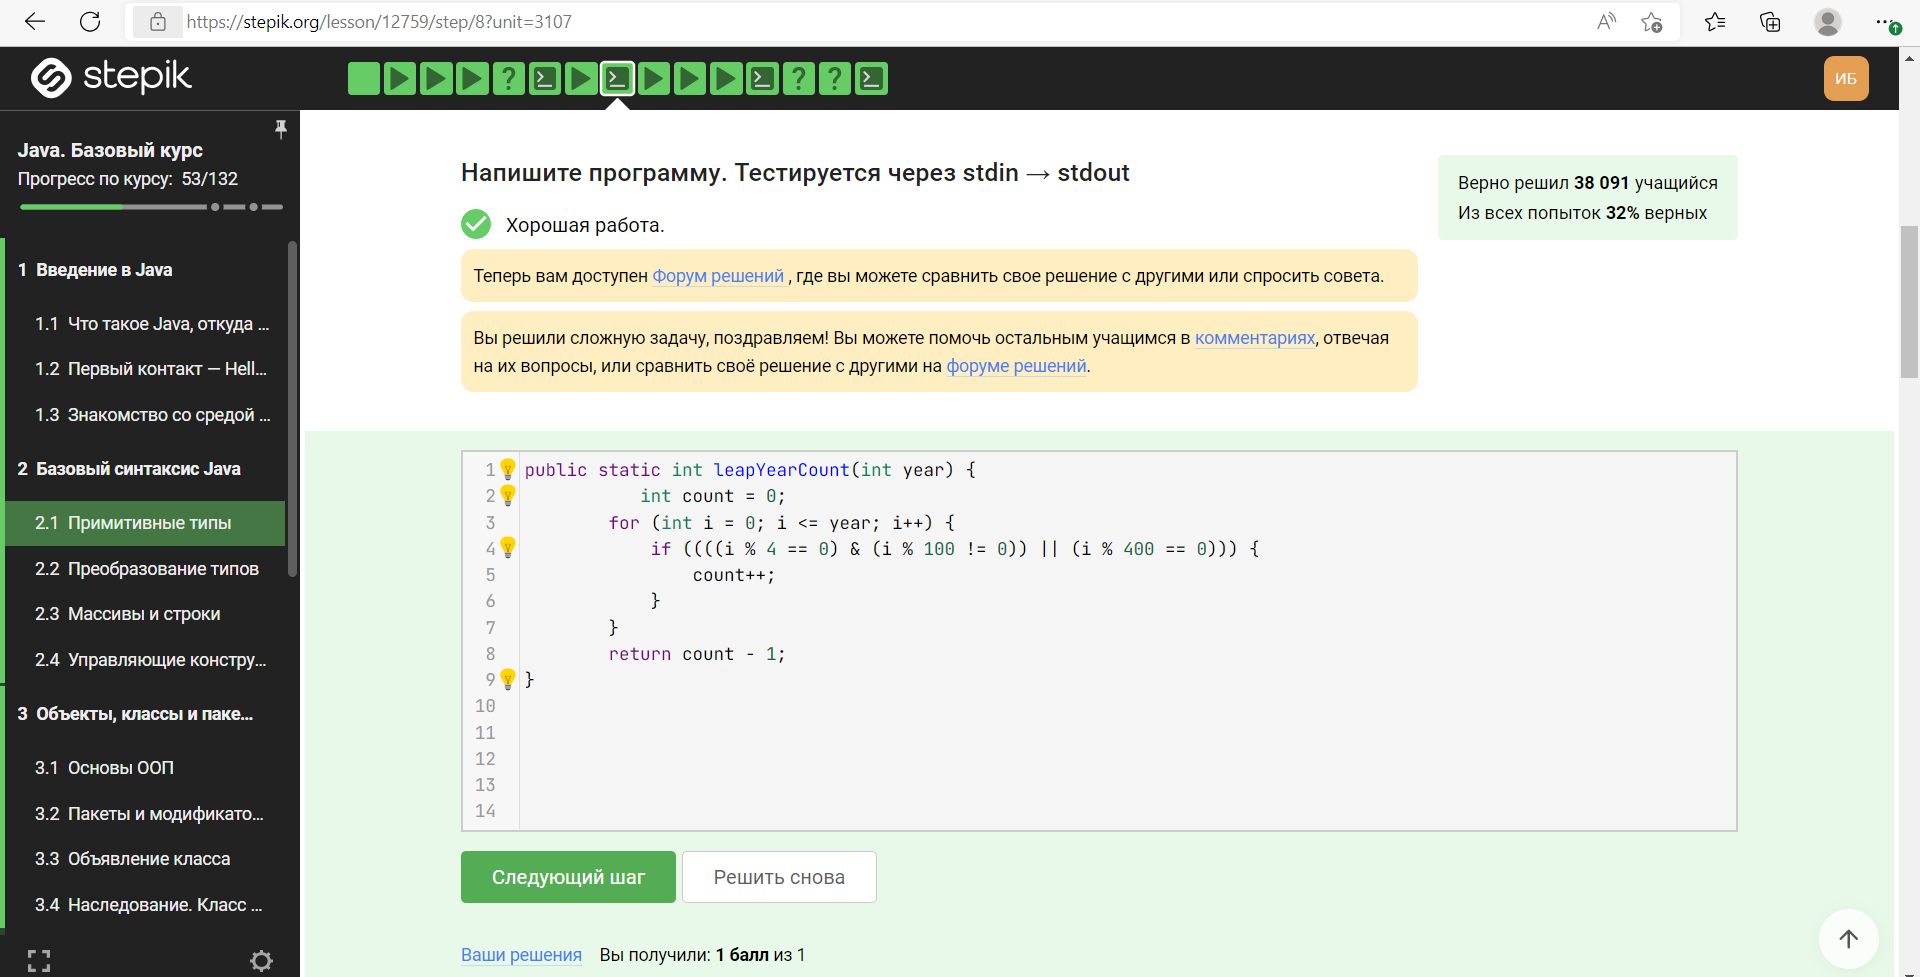 https://stepik.org/lesson/12759/step/8?unit=3107
stepik
ИБ
Java. Базовый курс
Прогресс по курсу: 53/132
1 Введение в Java
1.1 Что такое Java, откуда ...
1.2 Первый контакт — Hell...
1.3 Знакомство со средой ...
2 Базовый синтаксис Java
2.1 Примитивные типы
2.2 Преобразование типов
2.3 Массивы и строки
2.4 Управляющие констру...
3 Объекты, классы и паке...
3.1 Основы ООП
3.2 Пакеты и модификато...
3.3 Объявление класса
3.4 Наследование. Класс ...
Напишите программу. Тестируется через stdin → stdout
Хорошая работа.
Теперь вам доступен Форум решений , где вы можете сравнить свое решение с другими или спросить совета.
Вы решили сложную задачу, поздравляем! Вы можете помочь остальным учащимся в комментариях, отвечая
на их вопросы, или сравнить своё решение с другими на форуме решений.
Верно решил 38 091 учащийся
Из всех попыток 32% верных
1 public static int leapYearCount(int year) {
2 int count = 0;
3 for (int i = 0; i <= year; i++) {
4 if ((((i % 4 == 0) & (i % 100 != 0)) || (i % 400 == 0))) {
5 count++;
6 }
7 }
8 return count - 1;
9 }
10
11
12
13
14
Следующий шаг
Решить снова
Ваши решения Вы получили: 1 балл из 1